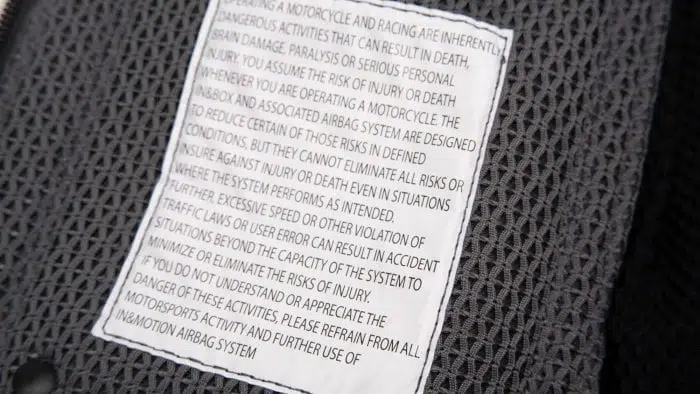 OPERATING A MOTORCYCLE AND RACING ARE INHERENTLY
DANGEROUS ACTIVITIES THAT CAN RESULT IN DEATH,
BRAIN DAMAGE, PARALYSIS OR SERIOUS PERSONAL
INJURY. YOU ASSUME THE RISK OF INJURY OR DEATH
WHENEVER YOU ARE OPERATING A MOTORCYCLE. THE
IN&BOX AND ASSOCIATED AIRBAG SYSTEM ARE DESIGNED
TO REDUCE CERTAIN OF THOSE RISKS IN DEFINED
CONDITIONS, BUT THEY CANNOT ELIMINATE ALL RISKS OR
INSURE AGAINST INJURY OR DEATH EVEN IN SITUATIONS
WHERE THE SYSTEM PERFORMS AS INTENDED.
FURTHER, EXCESSIVE SPEED OR OTHER VIOLATION OF
TRAFFIC LAWS OR USER ERROR CAN RESULT IN ACCIDENT
SITUATIONS BEYOND THE CAPACITY OF THE SYSTEM TO
MINIMIZE OR ELIMINATE THE RISKS OF INJURY.
IF YOU DO NOT UNDERSTAND OR APPRECIATE THE
DANGER OF THESE ACTIVITIES, PLEASE REFRAIN FROM ALL
MOTORSPORTS ACTIVITY AND FURTHER USE OF
IN&MOTION AIRBAG SYSTEM